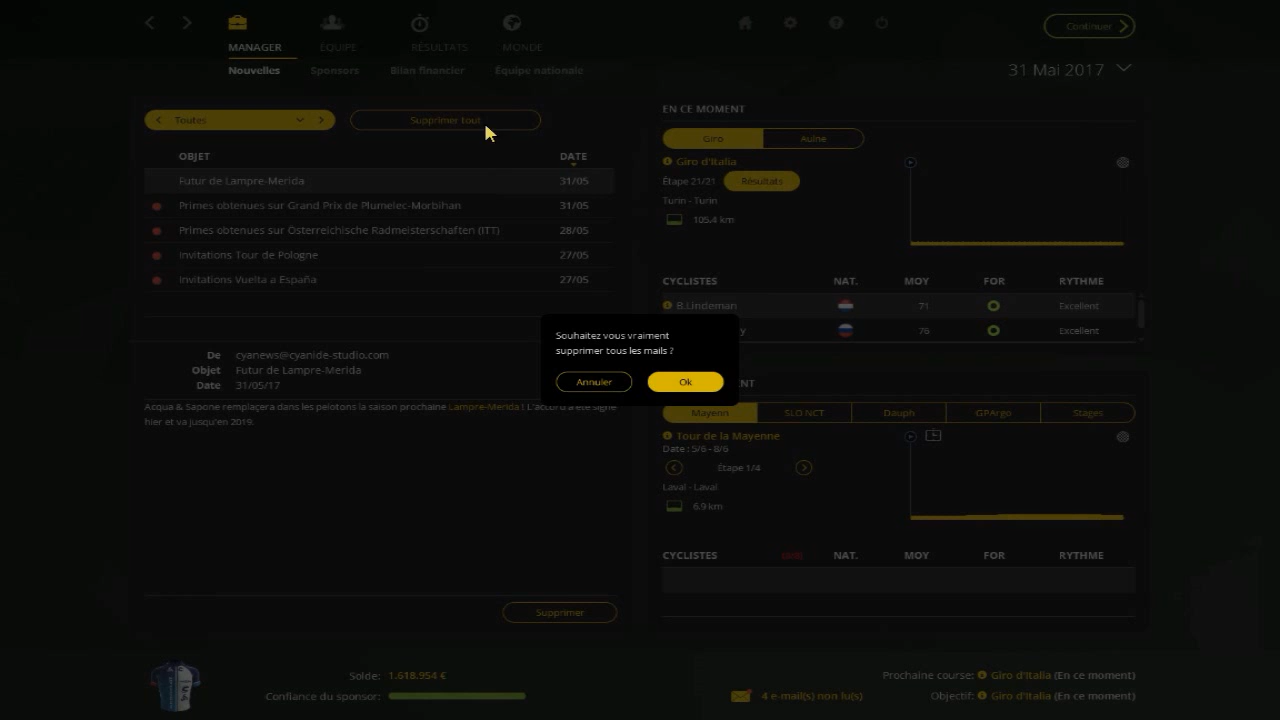 MANAGER
ÉQUIPE
RÉSULTATS
MONDE
Continuer
Nouvelles
Sponsors
Bilan financier
Équipe nationale
31 Mai 2017
Toutes
Supprimer tout
OBJET
DATE
Futur de Lampre-Merida
31/05
Primes obtenues sur Grand Prix de Plumelec-Morbihan
31/05
Primes obtenues sur Österreichische Radmeisterschaften (ITT)
28/05
Invitations Tour de Pologne
27/05
Invitations Vuelta a España
27/05
De cyanews@cyanide-studio.com
Objet Futur de Lampre-Merida
Date 31/05/17
Acqua & Sapone remplaçera dans les pelotons la saison prochaine Lampre-Merida ! L'accord a été signé
hier et va jusqu'en 2019.
Supprimer
Souhaitez vous vraiment
supprimer tous les mails ?
Annuler
Ok
EN CE MOMENT
Giro
Aulne
Giro d'Italia
Étape 21/21
Résultats
Turin - Turin
105.4 km
CYCLISTES
NAT.
MOY
FOR
RYTHME
B.Lindeman
71
Excellent
y
76
Excellent
NT
Mayenn
SLO NCT
Dauph
GPArgo
Stages
Tour de la Mayenne
Date : 5/6 - 8/6
Étape 1/4
Laval - Laval
6.9 km
CYCLISTES
(0/8)
NAT.
MOY
FOR
RYTHME
Solde: 1.618.954 €
Confiance du sponsor:
4 e-mail(s) non lu(s)
Prochaine course: Giro d'Italia (En ce moment)
Objectif: Giro d'Italia (En ce moment)